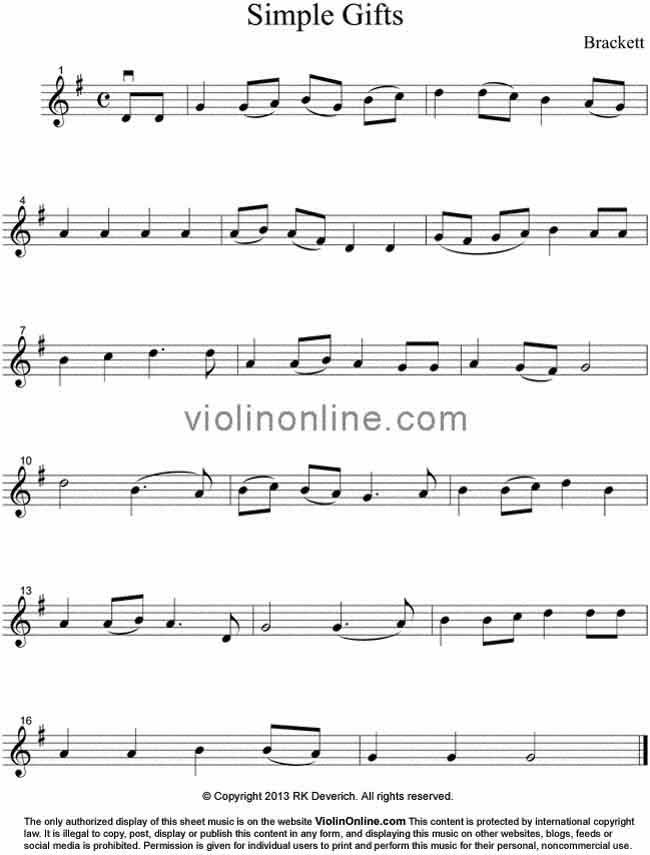 Simple Gifts
Brackett
1
4
7
violinonline.com
10
13
16
© Copyright 2013 RK Deverich. All rights reserved.
The only authorized display of this sheet music is on the website ViolinOnline.com This content is protected by international copyright
law. It is illegal to copy, post, display or publish this content in any form, and displaying this music on other websites, blogs, feeds or
social media is prohibited. Permission is given for individual users to print and perform this music for their personal, noncommercial use.